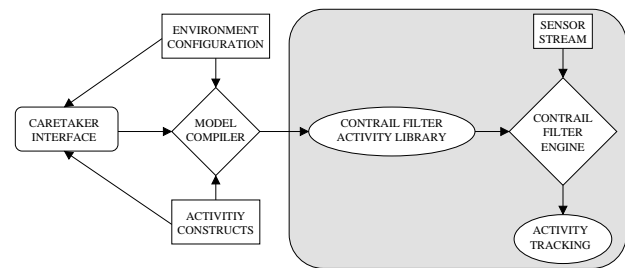 ENVIRONMENT
CONFIGURATION
SENSOR
STREAM
CARETAKER
INTERFACE
MODEL
COMPILER
CONTRAIL FILTER
ACTIVITY LIBRARY
CONTRAIL
FILTER
ENGINE
ACTIVITIY
CONSTRUCTS
ACTIVITY
TRACKING